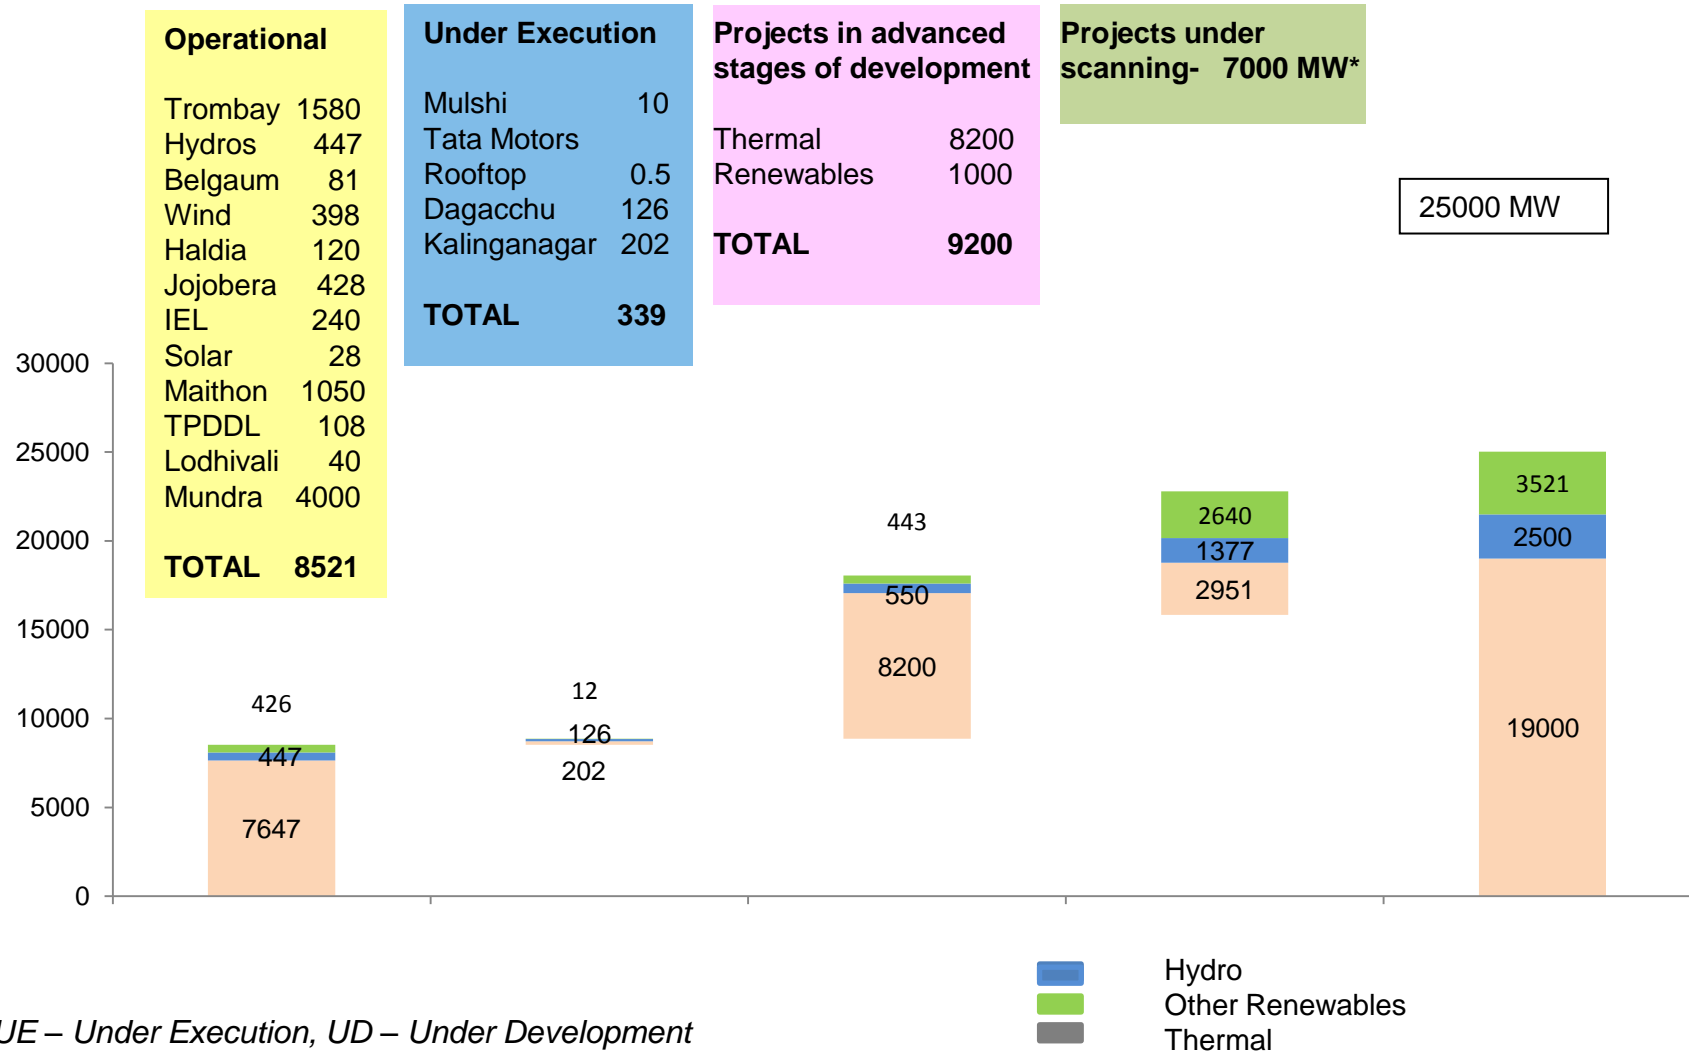 Operational
Trombay 1580
Hydros 447
Belgaum 81
Wind 398
Haldia 120
Jojobera 428
IEL 240
Solar 28
Maithon 1050
TPDDL 108
Lodhivali 40
Mundra 4000
TOTAL 8521
Under Execution
Mulshi 10
Tata Motors
Rooftop 0.5
Dagacchu 126
Kalinganagar 202
TOTAL 339
Projects in advanced
stages of development
Thermal 8200
Renewables 1000
TOTAL 9200
Projects under
scanning- 7000 MW*
25000 MW
30000
25000
20000
15000
10000
5000
0
426
447
7647
12
126
202
443
550
8200
2640
1377
2951
3521
2500
19000
Hydro
Other Renewables
Thermal
UE – Under Execution, UD – Under Development